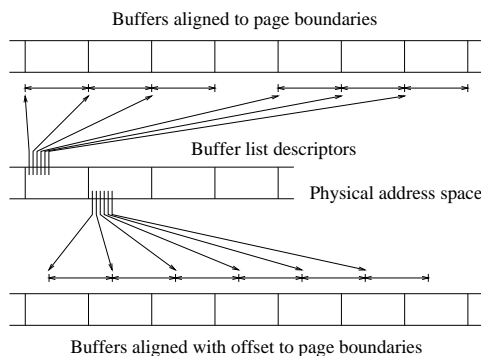 Buffers aligned to page boundaries
Buffer list descriptors
Physical address space
Buffers aligned with offset to page boundaries